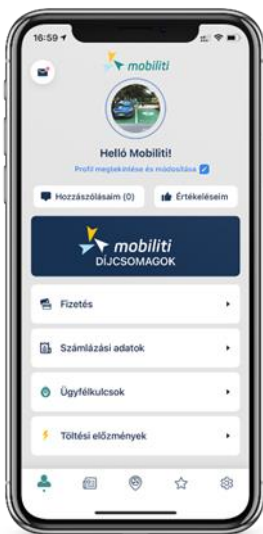 16:59
mobiliti
Helló Mobiliti!
Profil megtekintése és módosítása
Hozzászólásaim (0)
Értékeléseim
mobiliti
DÍJCSOMAGOK
Fizetés
Számlázási adatok
Ügyfélkulcsok
Töltési előzmények